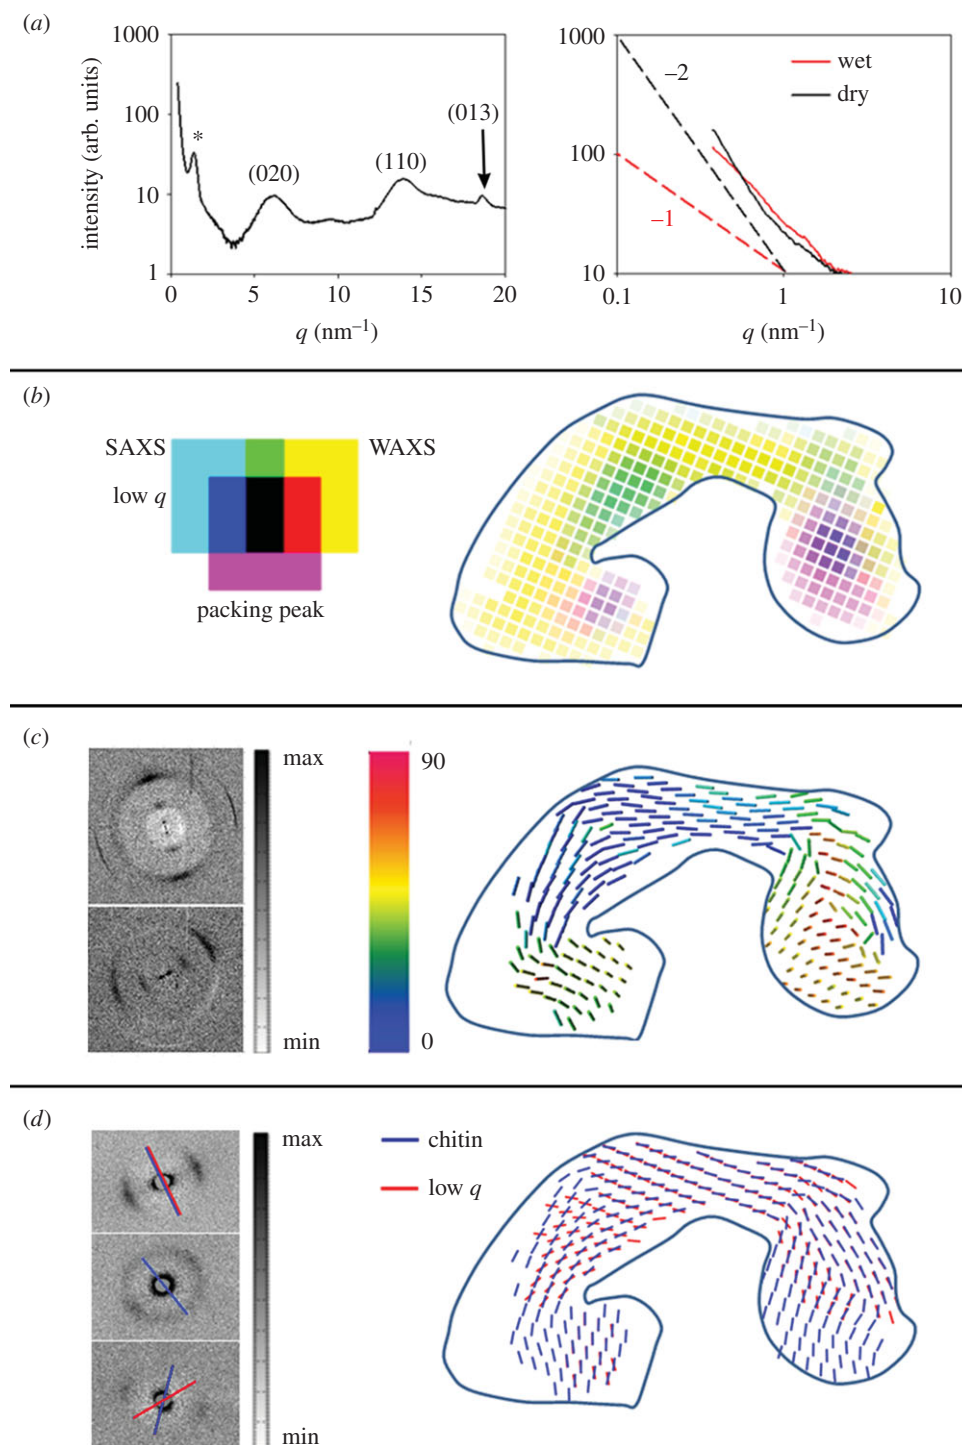 (a)
1000
100
10
1
intensity (arb. units)
*
(020)
(110)
(013)
0
5
10
15
20
q (nm⁻¹)
1000
100
10
–2
–1
wet
dry
0.1
1
10
q (nm⁻¹)
(b)
SAXS
WAXS
low q
packing peak
(c)
max
min
90
0
(d)
max
min
chitin
low q